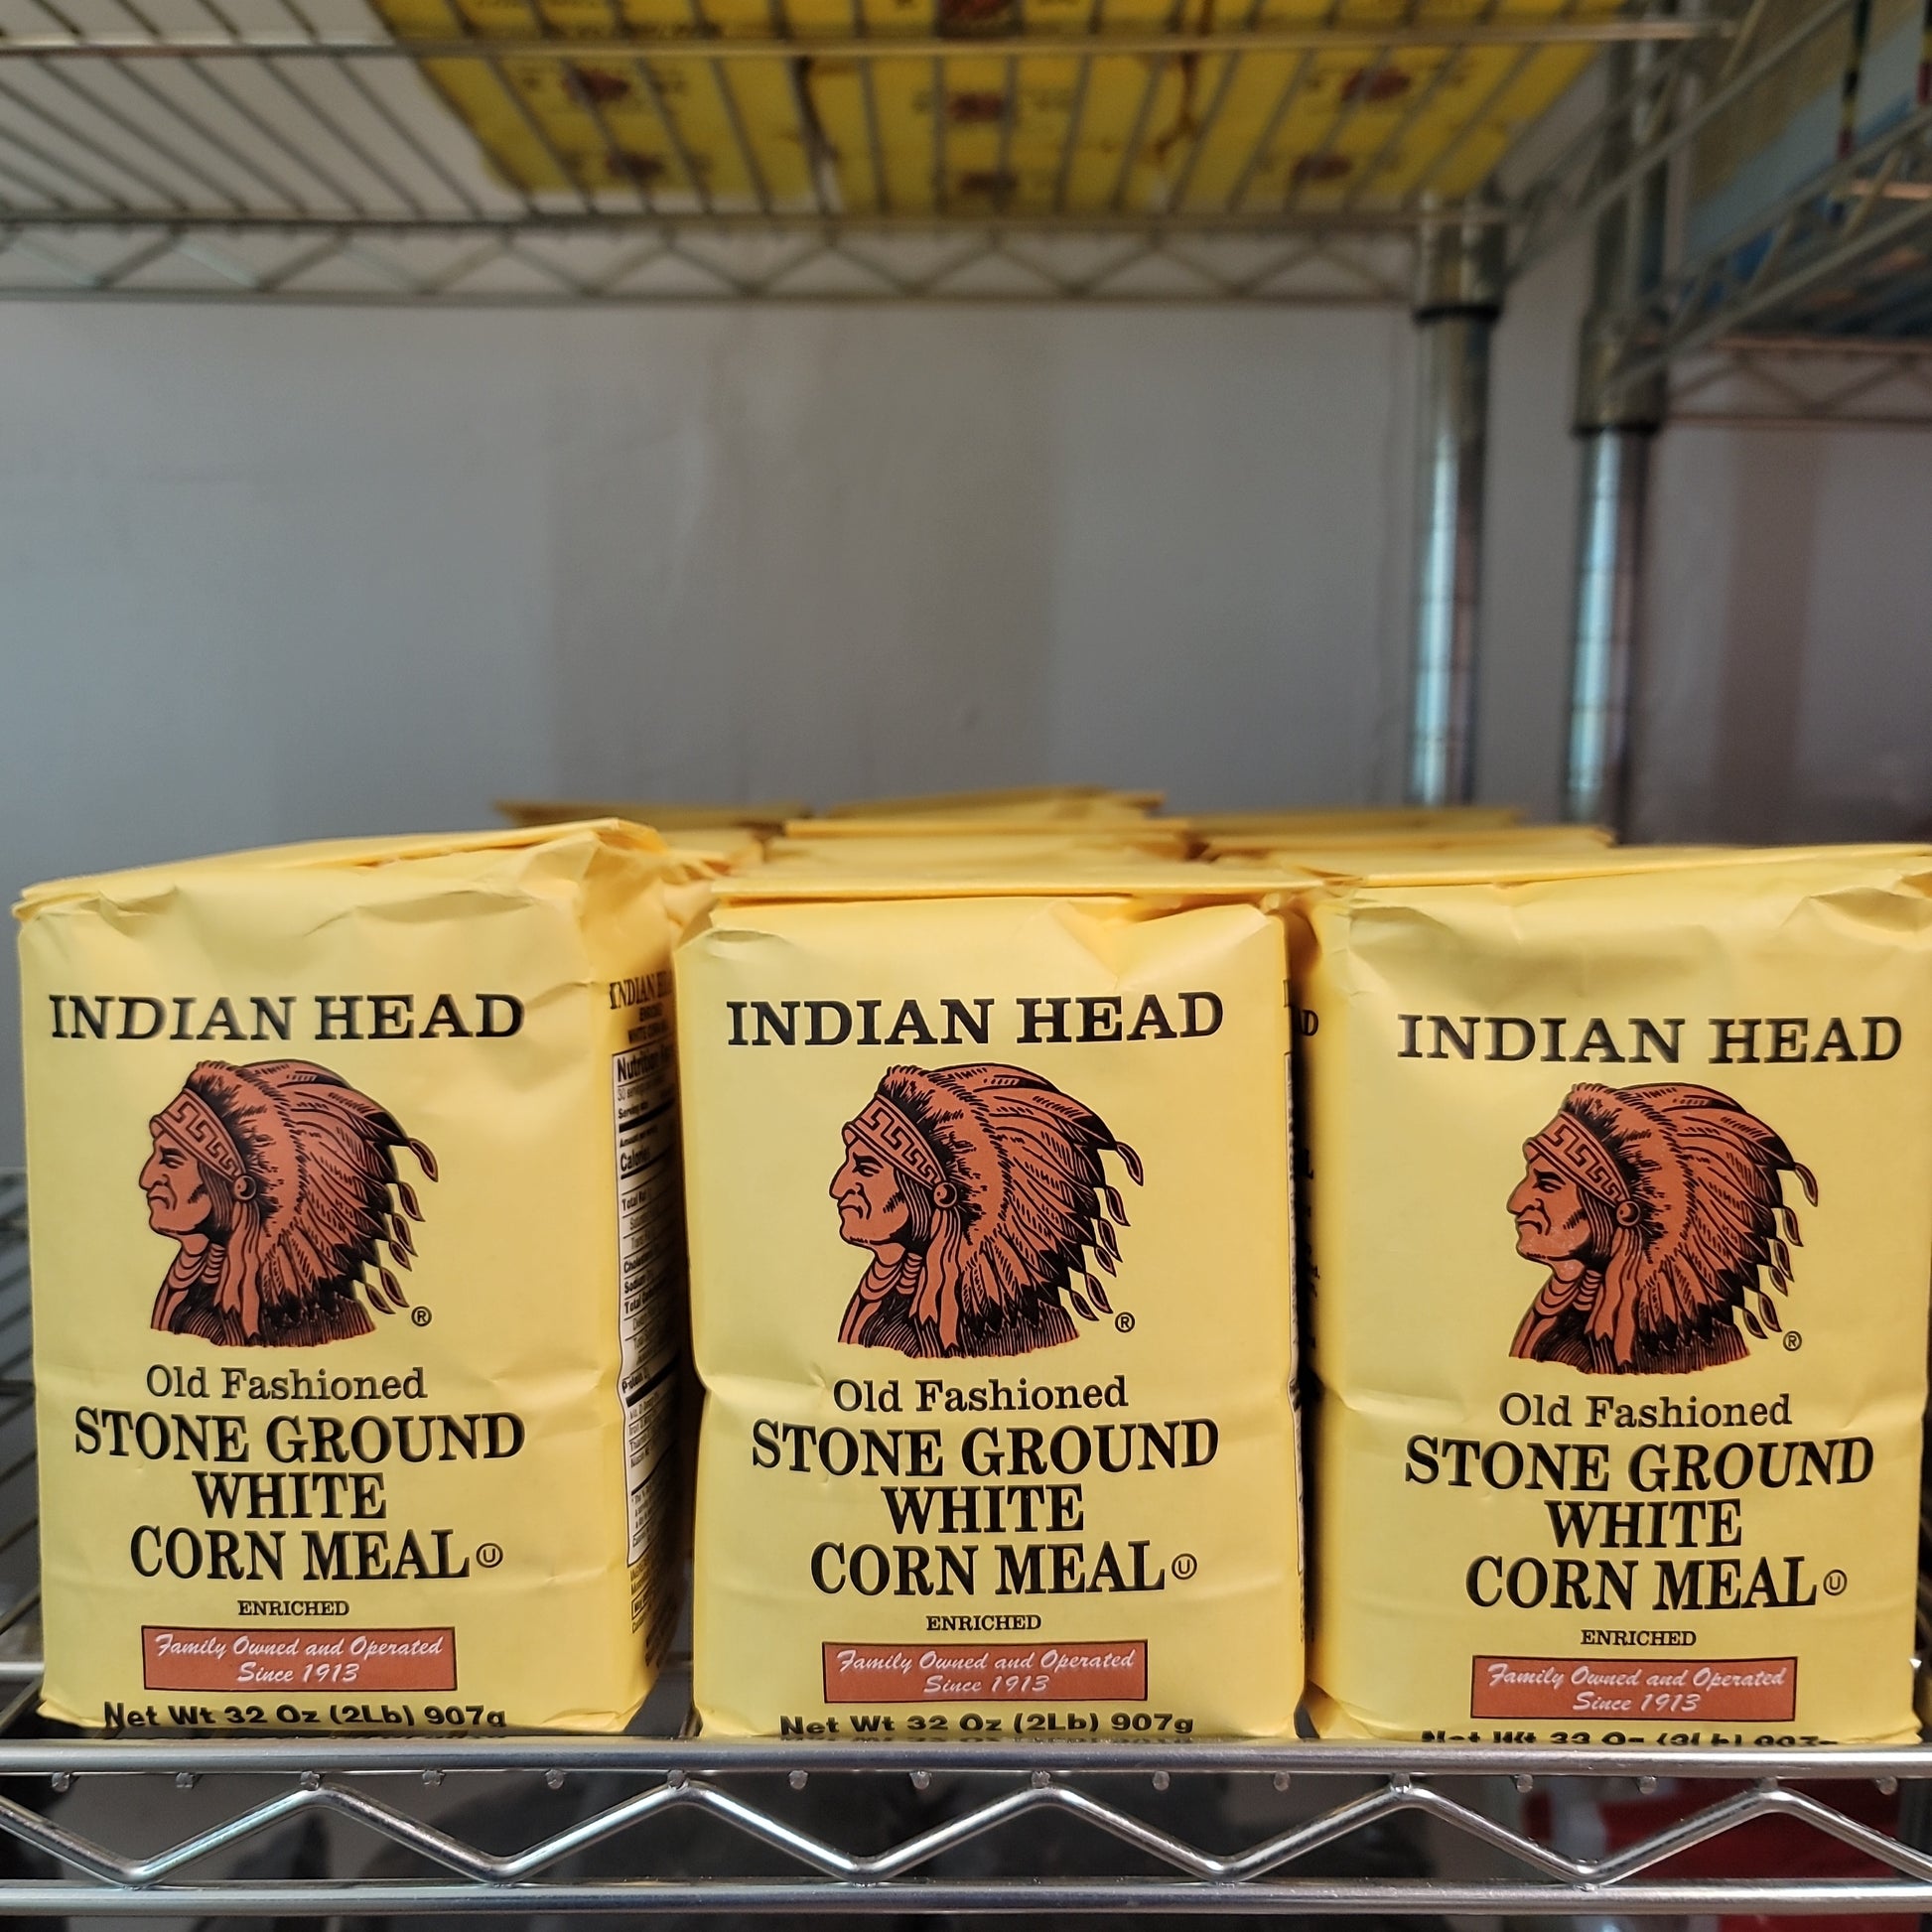 INDIAN HEAD
®
Old Fashioned
STONE GROUND
WHITE
CORN MEAL Ⓤ
ENRICHED
Family Owned and Operated
Since 1913
Net Wt 32 Oz (2Lb) 907g
INDIAN
Nutrition
INDIAN HEAD
®
Old Fashioned
STONE GROUND
WHITE
CORN MEAL Ⓤ
ENRICHED
Family Owned and Operated
Since 1913
Net Wt 32 Oz (2Lb) 907g
INDIAN HEAD
®
Old Fashioned
STONE GROUND
WHITE
CORN MEAL Ⓤ
ENRICHED
Family Owned and Operated
Since 1913